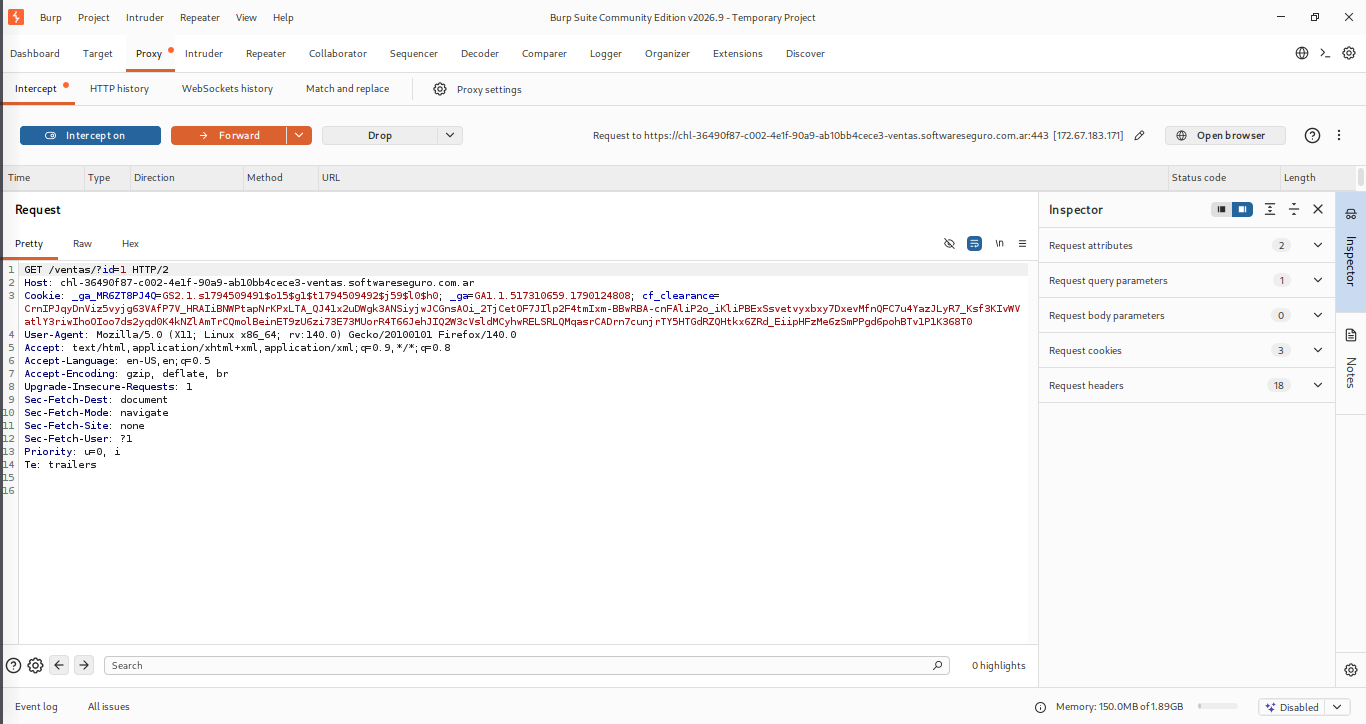 Burp Project Intruder Repeater View Help Burp Suite Community Edition v2026.9 - Temporary Project
Dashboard Target Proxy Intruder Repeater Collaborator Sequencer Decoder Comparer Logger Organizer Extensions Discover
Intercept HTTP history WebSockets history Match and replace Proxy settings
Intercept on Forward Drop Request to https://chl-36490f87-c002-4e1f-90a9-ab10bb4cece3-ventas.softwareseguro.com.ar:443 [172.67.183.171] Open browser
Time Type Direction Method URL Status code Length
Request
Pretty Raw Hex \n
1 GET /ventas/?id=1 HTTP/2
2 Host: chl-36490f87-c002-4e1f-90a9-ab10bb4cece3-ventas.softwareseguro.com.ar
3 Cookie: _ga_MR6ZT8PJ4Q=GS2.1.s1794509491$o15$g1$t1794509492$j59$l0$h0; _ga=GA1.1.517310659.1790124808; cf_clearance=
4 User-Agent: Mozilla/5.0 (X11; Linux x86_64; rv:140.0) Gecko/20100101 Firefox/140.0
5 Accept: text/html,application/xhtml+xml,application/xml;q=0.9,*/*;q=0.8
6 Accept-Language: en-US,en;q=0.5
7 Accept-Encoding: gzip, deflate, br
8 Upgrade-Insecure-Requests: 1
9 Sec-Fetch-Dest: document
10 Sec-Fetch-Mode: navigate
11 Sec-Fetch-Site: none
12 Sec-Fetch-User: ?1
13 Priority: u=0, i
14 Te: trailers
15
16
Inspector
Request attributes 2
Request query parameters 1
Request body parameters 0
Request cookies 3
Request headers 18
Inspector
Notes
Search 0 highlights
Event log All issues Memory: 150.0MB of 1.89GB Disabled